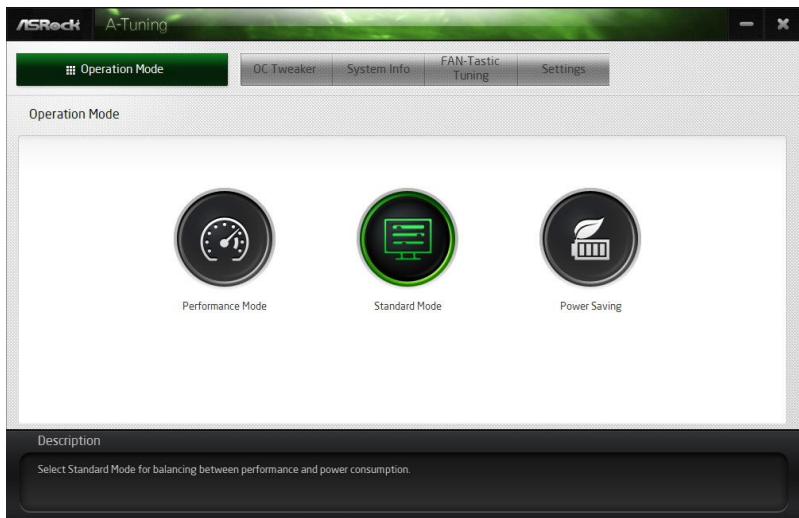 ASRock A-Tuning
Operation Mode
OC Tweaker
System Info
FAN-Tastic
Tuning
Settings
Operation Mode
Performance Mode
Standard Mode
Power Saving
Description
Select Standard Mode for balancing between performance and power consumption.